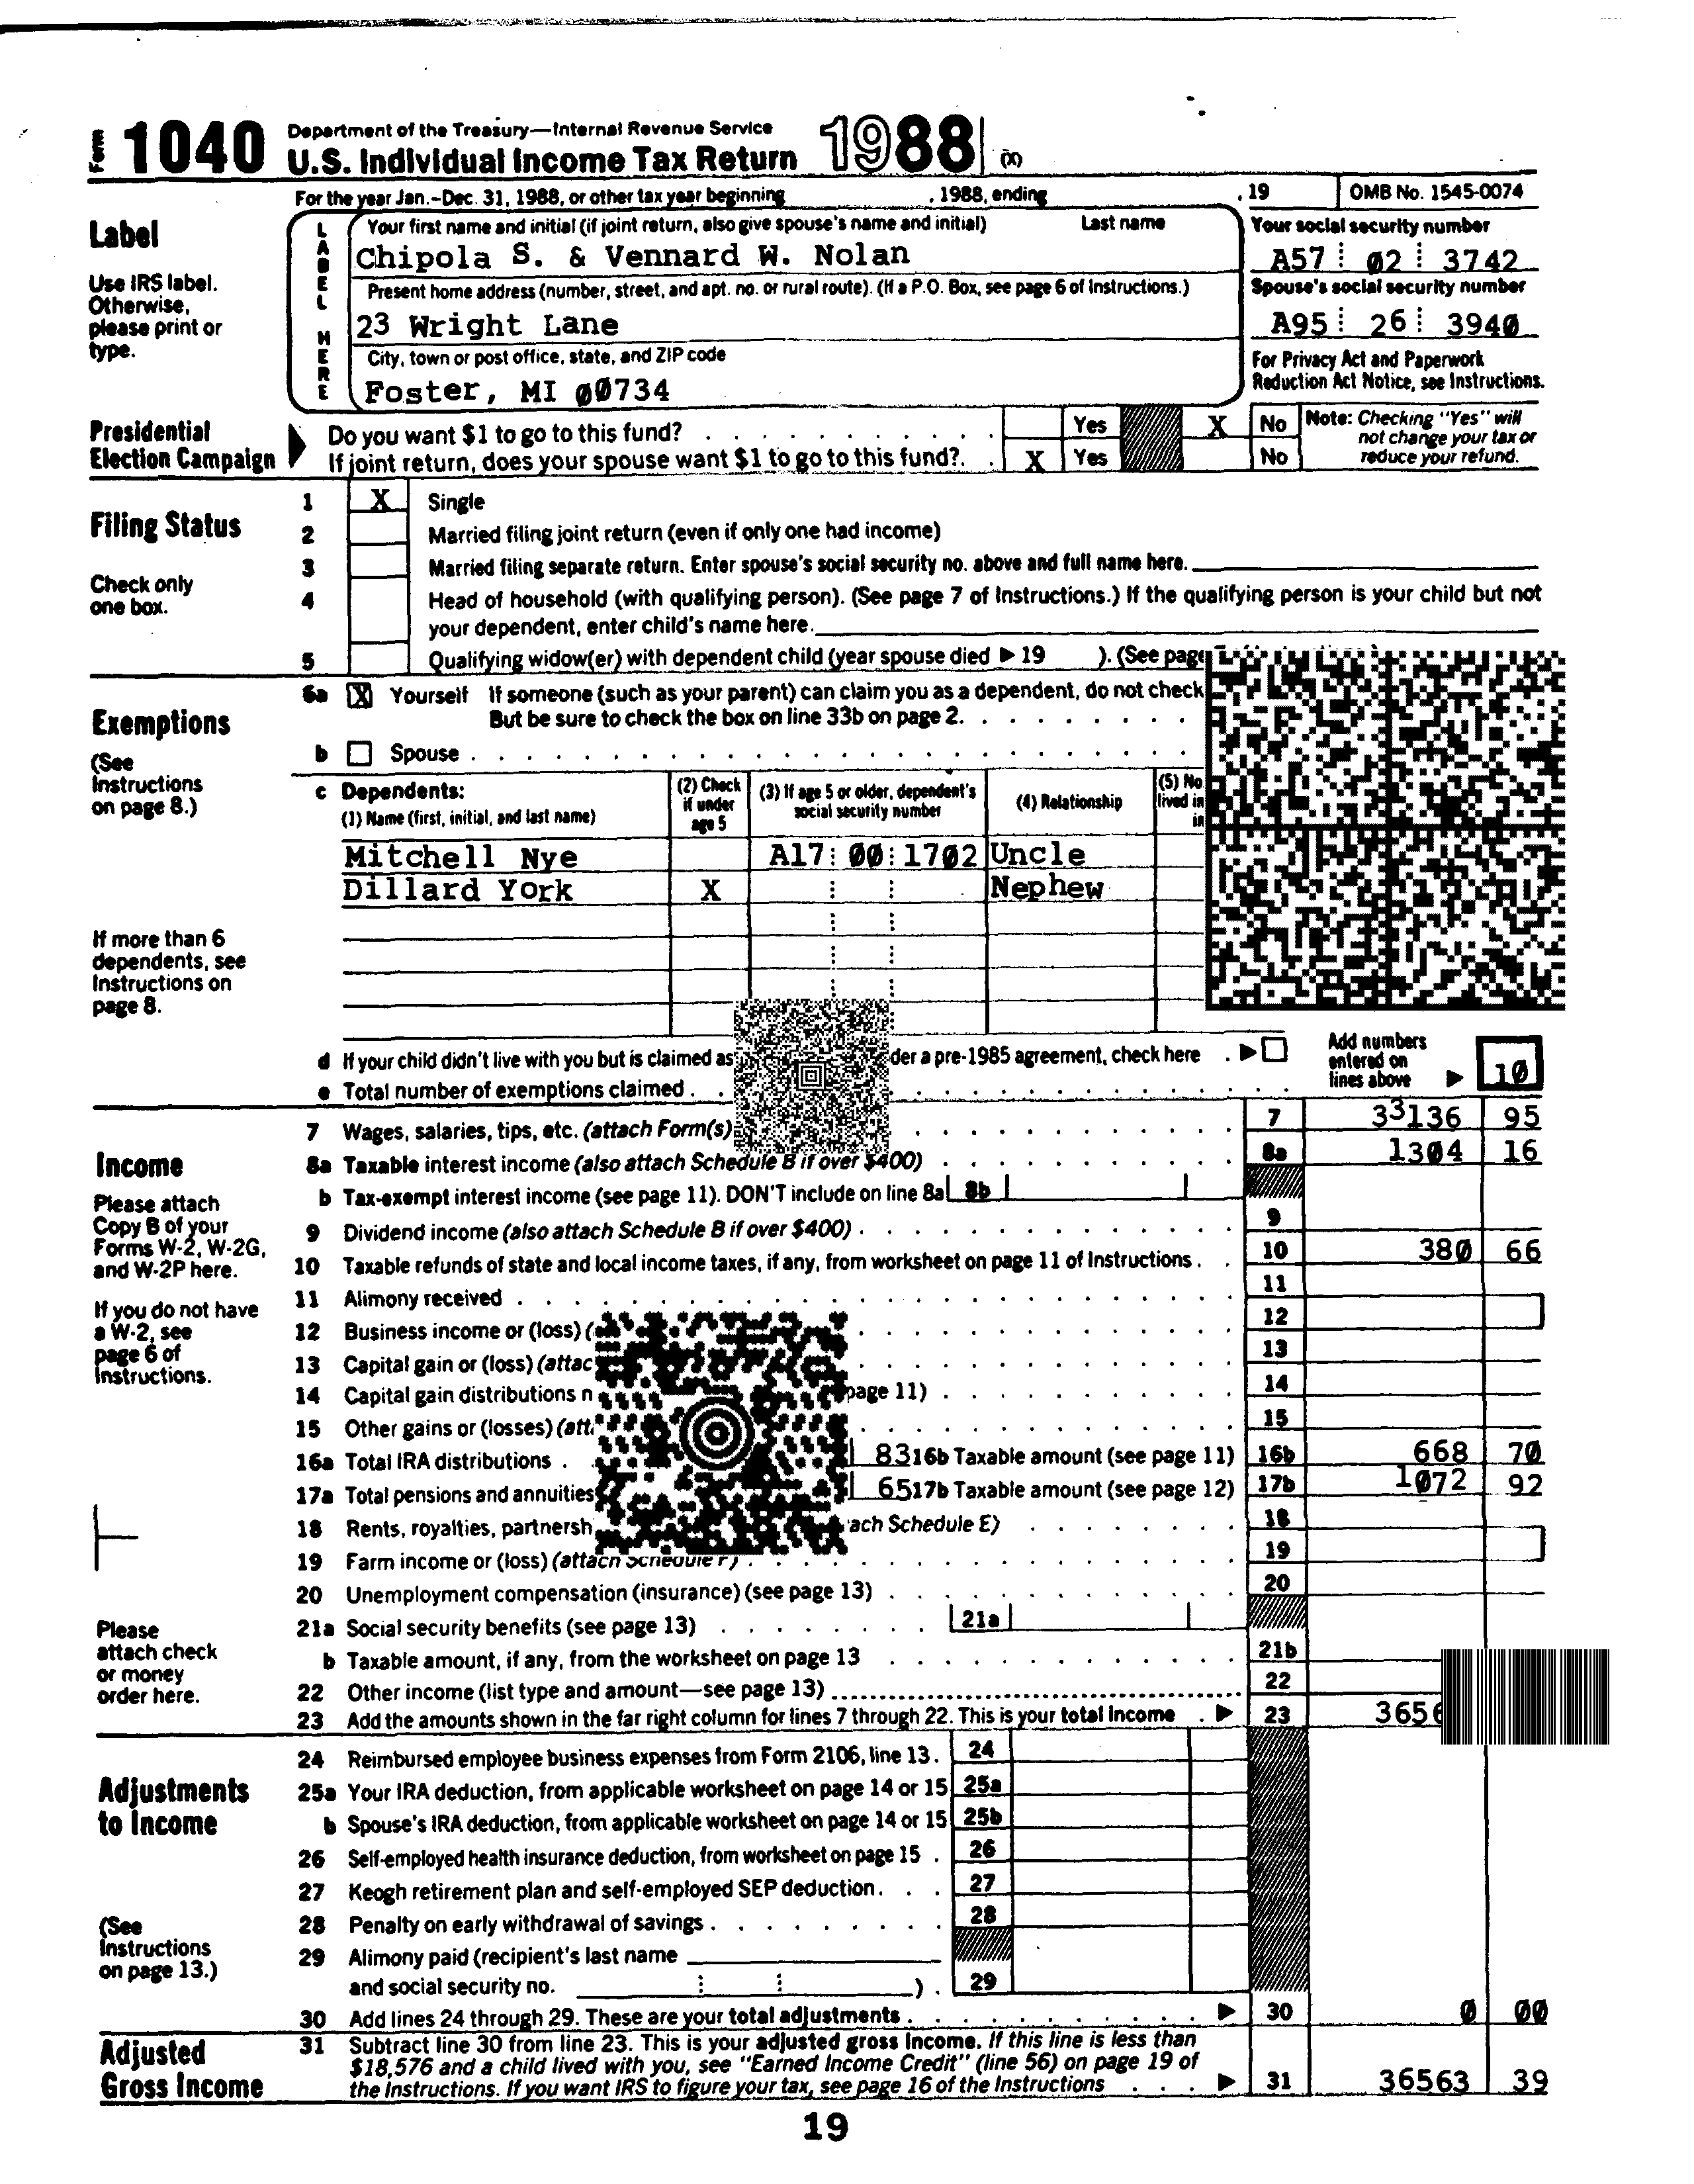 Form 1040 Department of the Treasury—Internal Revenue Service
U.S. Individual Income Tax Return 1988 (X)
For the year Jan.-Dec. 31, 1988, or other tax year beginning , 1988, ending , 19 OMB No. 1545-0074
Label
Use IRS label.
Otherwise,
please print or
type.
LABEL HERE
Your first name and initial (if joint return, also give spouse's name and initial) Last name
Chipola S. & Vennard W. Nolan
Present home address (number, street, and apt. no. or rural route). (If a P.O. Box, see page 6 of Instructions.)
23 Wright Lane
City, town or post office, state, and ZIP code
Foster, MI 00734
Your social security number
A57 02 3742
Spouse's social security number
A95 26 3940
For Privacy Act and Paperwork
Reduction Act Notice, see Instructions.
Presidential
Election Campaign
Do you want $1 to go to this fund? Yes X No
If joint return, does your spouse want $1 to go to this fund?. X Yes No
Note: Checking "Yes" will
not change your tax or
reduce your refund.
Filing Status
Check only
one box.
1 X Single
2 Married filing joint return (even if only one had income)
3 Married filing separate return. Enter spouse's social security no. above and full name here.
4 Head of household (with qualifying person). (See page 7 of Instructions.) If the qualifying person is your child but not
your dependent, enter child's name here.
5 Qualifying widow(er) with dependent child (year spouse died ▶ 19 ). (See page
Exemptions
(See
Instructions
on page 8.)
If more than 6
dependents, see
Instructions on
page 8.
6a X Yourself If someone (such as your parent) can claim you as a dependent, do not check
But be sure to check the box on line 33b on page 2.
b Spouse
c Dependents:
(1) Name (first, initial, and last name)
(2) Check
if under
age 5
(3) If age 5 or older, dependent's
social security number
(4) Relationship
(5) No
lived in
in
Mitchell Nye A17 00 1702 Uncle
Dillard York X Nephew
d If your child didn't live with you but is claimed as der a pre-1985 agreement, check here ▶
e Total number of exemptions claimed
Add numbers
entered on
lines above ▶ 10
Income
Please attach
Copy B of your
Forms W-2, W-2G,
and W-2P here.
If you do not have
a W-2, see
page 6 of
Instructions.
Please
attach check
or money
order here.
7 Wages, salaries, tips, etc. (attach Form(s) 7 33136 95
8a Taxable interest income (also attach Schedule B if over $400) 8a 1304 16
b Tax-exempt interest income (see page 11). DON'T include on line 8a 8b
9 Dividend income (also attach Schedule B if over $400) 9
10 Taxable refunds of state and local income taxes, if any, from worksheet on page 11 of Instructions 10 380 66
11 Alimony received 11
12 Business income or (loss) ( 12
13 Capital gain or (loss) (attac 13
14 Capital gain distributions n page 11) 14
15 Other gains or (losses) (att 15
16a Total IRA distributions 83 16b Taxable amount (see page 11) 16b 668 70
17a Total pensions and annuities 65 17b Taxable amount (see page 12) 17b 1072 92
18 Rents, royalties, partnersh ach Schedule E) 18
19 Farm income or (loss) (attach Schedule F) 19
20 Unemployment compensation (insurance) (see page 13) 20
21a Social security benefits (see page 13) 21a
b Taxable amount, if any, from the worksheet on page 13 21b
22 Other income (list type and amount—see page 13) 22
23 Add the amounts shown in the far right column for lines 7 through 22. This is your total income ▶ 23 3656
Adjustments
to Income
(See
Instructions
on page 13.)
24 Reimbursed employee business expenses from Form 2106, line 13 24
25a Your IRA deduction, from applicable worksheet on page 14 or 15 25a
b Spouse's IRA deduction, from applicable worksheet on page 14 or 15 25b
26 Self-employed health insurance deduction, from worksheet on page 15 26
27 Keogh retirement plan and self-employed SEP deduction 27
28 Penalty on early withdrawal of savings 28
29 Alimony paid (recipient's last name
and social security no. ) 29
30 Add lines 24 through 29. These are your total adjustments ▶ 30 0 00
Adjusted
Gross Income
31 Subtract line 30 from line 23. This is your adjusted gross income. If this line is less than
$18,576 and a child lived with you, see "Earned Income Credit" (line 56) on page 19 of
the Instructions. If you want IRS to figure your tax, see page 16 of the Instructions ▶ 31 36563 39
19